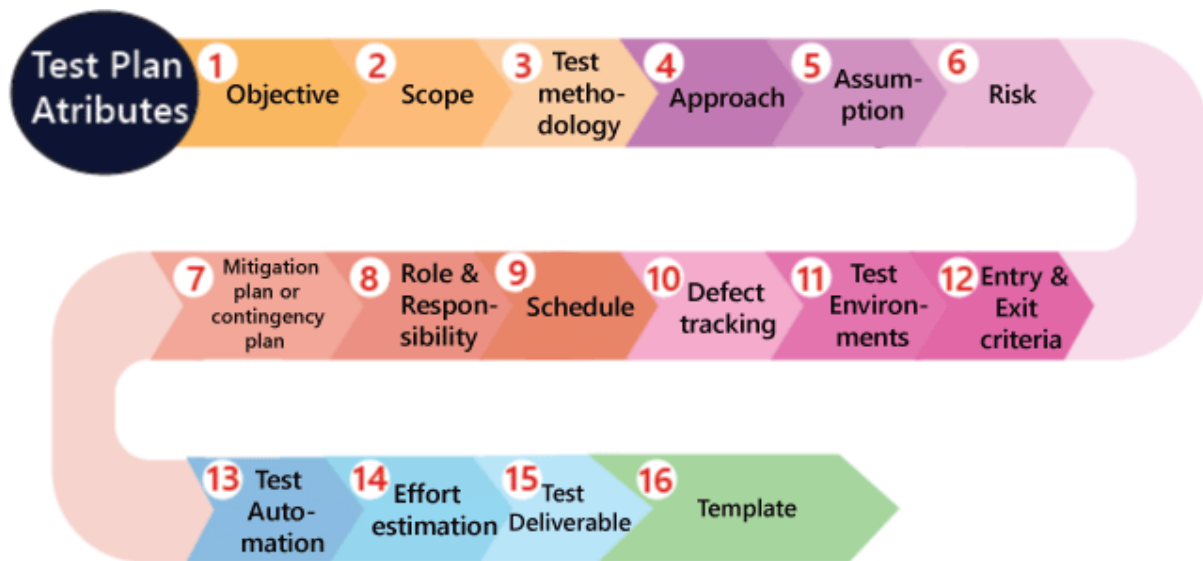 Test Plan
Atributes
1
Objective
2
Scope
3
Test
metho-
dology
4
Approach
5
Assum-
ption
6
Risk
7
Mitigation
plan or
contingency
plan
8
Role &
Respon-
sibility
9
Schedule
10
Defect
tracking
11
Test
Environ-
ments
12
Entry &
Exit
criteria
13
Test
Auto-
mation
14
Effort
estimation
15
Test
Deliverable
16
Template